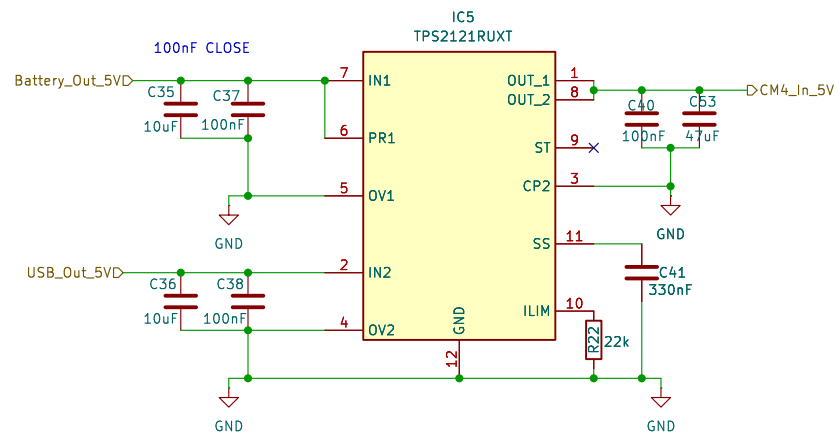 IC5
TPS2121RUXT
100nF CLOSE
Battery_Out_5V
7
IN1
OUT_1
1
CM4_In_5V
C35
C37
OUT_2
8
C40
C53
10uF
100nF
6
PR1
100nF
47uF
ST
9
CP2
3
5
OV1
GND
GND
SS
11
USB_Out_5V
2
IN2
C41
C36
C38
330nF
10uF
100nF
ILIM
10
4
OV2
GND
R22
22k
12
GND
GND